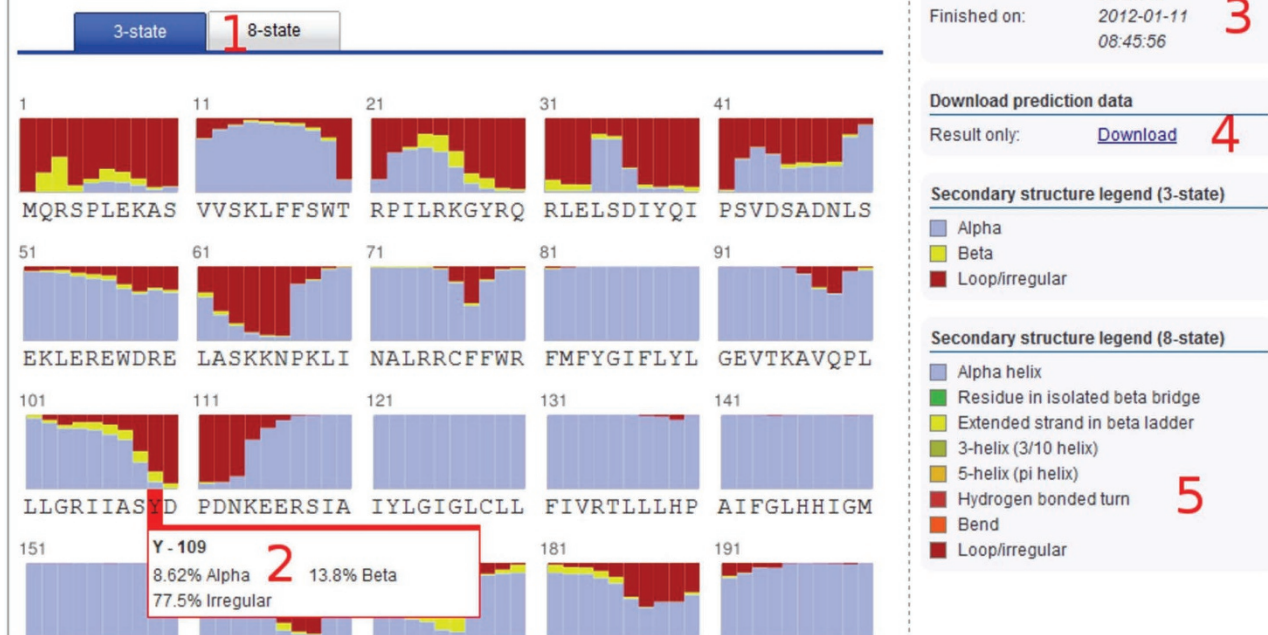 3-state 1 8-state
1 11 21 31 41
MQRSPLEKAS VVSKLFFSWT RPILRKGYRQ RLELSDIYQI PSVDSADNLS
51 61 71 81 91
EKLEREWDRE LASKKNPKLI NALRRCFFWR FMFYGIFLYL GEVTKAVQPL
101 111 121 131 141
LLGRIIASYD PDNKEERSIA IYLGIGLCLL FIVRTLLLHP AIFGLHHIGM
151 181 191
Y - 109
8.62% Alpha 2 13.8% Beta
77.5% Irregular
Finished on: 2012-01-11 3
08:45:56
Download prediction data
Result only: Download 4
Secondary structure legend (3-state)
Alpha
Beta
Loop/irregular
Secondary structure legend (8-state)
Alpha helix
Residue in isolated beta bridge
Extended strand in beta ladder
3-helix (3/10 helix)
5-helix (pi helix)
Hydrogen bonded turn 5
Bend
Loop/irregular